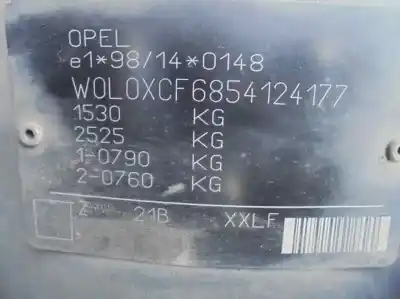 OPEL
e1*98/14*0148
W0L0XCF6854124177
1530 KG
2525 KG
1-0790 KG
2-0760 KG
Z 21B XXLF